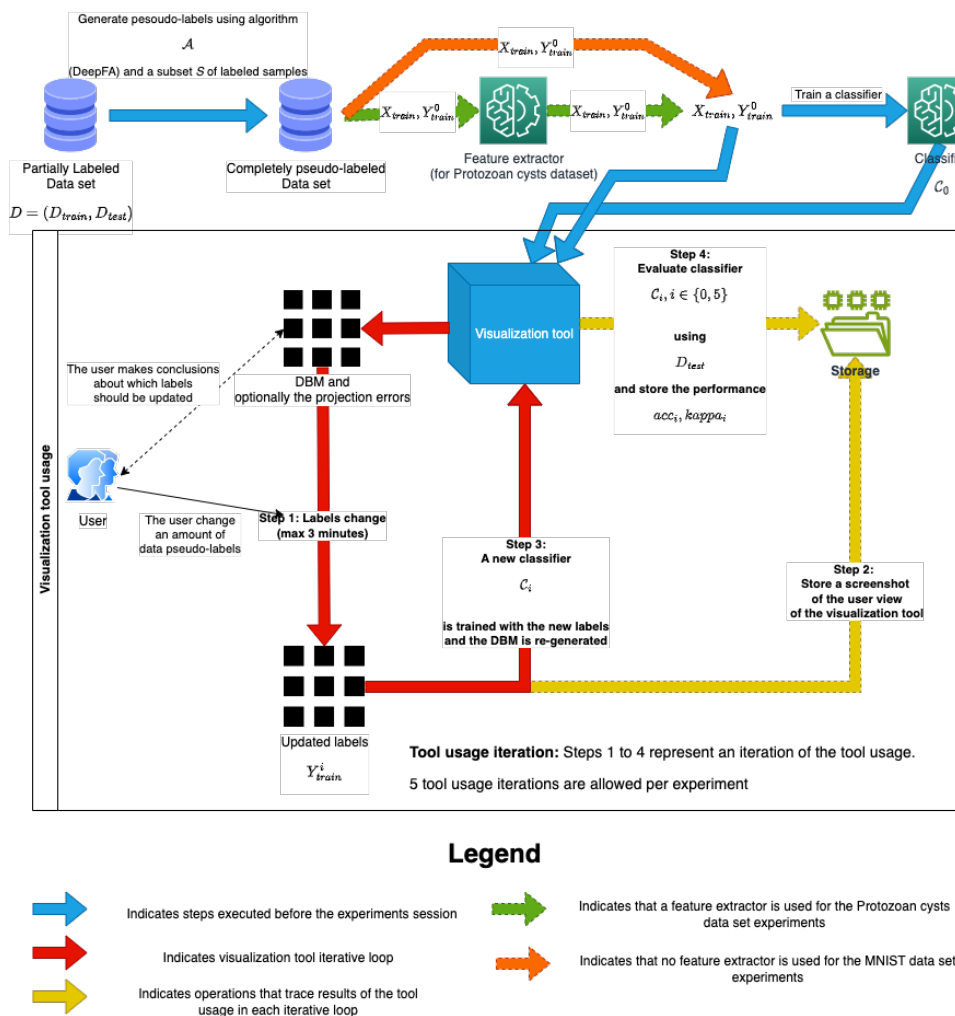 Generate pesoudo-labels using algorithm
𝒜
(DeepFA) and a subset S of labeled samples
X_train, Y^0_train
X_train, Y^0_train
X_train, Y^0_train
X_train, Y^0_train
Train a classifier
Partially Labeled
Data set
D = (D_train, D_test)
Completely pseudo-labeled
Data set
Feature extractor
(for Protozoan cysts dataset)
Classifi
C_0
Visualization tool usage
Visualization tool
Step 4:
Evaluate classifier
C_i, i ∈ {0, 5}
using
D_test
and store the performance
acc_i, kappa_i
Storage
The user makes conclusions
about which labels
should be updated
DBM and
optionally the projection errors
User
The user change
an amount of
data pseudo-labels
Step 1: Labels change
(max 3 minutes)
Step 3:
A new classifier
C_i
is trained with the new labels
and the DBM is re-generated
Step 2:
Store a screenshot
of the user view
of the visualization tool
Updated labels
Y^i_train
Tool usage iteration: Steps 1 to 4 represent an iteration of the tool usage.
5 tool usage iterations are allowed per experiment
Legend
Indicates steps executed before the experiments session
Indicates visualization tool iterative loop
Indicates operations that trace results of the tool
usage in each iterative loop
Indicates that a feature extractor is used for the Protozoan cysts
data set experiments
Indicates that no feature extractor is used for the MNIST data set
experiments